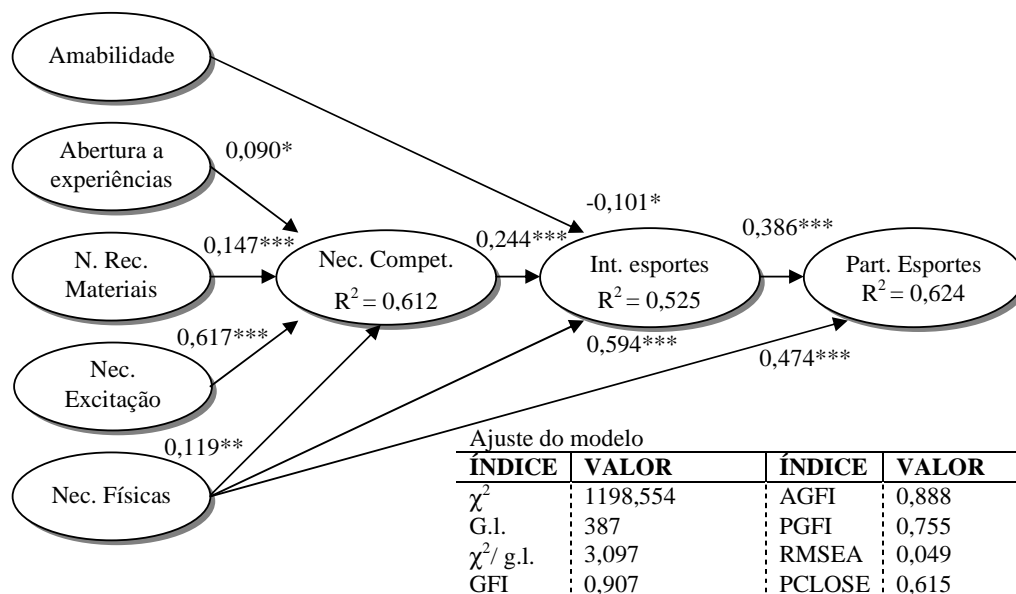 Amabilidade
Abertura a
experiências
0,090*
-0,101*
N. Rec.
Materiais
0,147***
Nec. Compet.
R² = 0,612
0,244***
Int. esportes
R² = 0,525
0,386***
Part. Esportes
R² = 0,624
Nec.
Excitação
0,617***
0,594***
0,474***
0,119**
Nec. Físicas
Ajuste do modelo
ÍNDICE VALOR ÍNDICE VALOR
χ² 1198,554 AGFI 0,888
G.l. 387 PGFI 0,755
χ²/ g.l. 3,097 RMSEA 0,049
GFI 0,907 PCLOSE 0,615